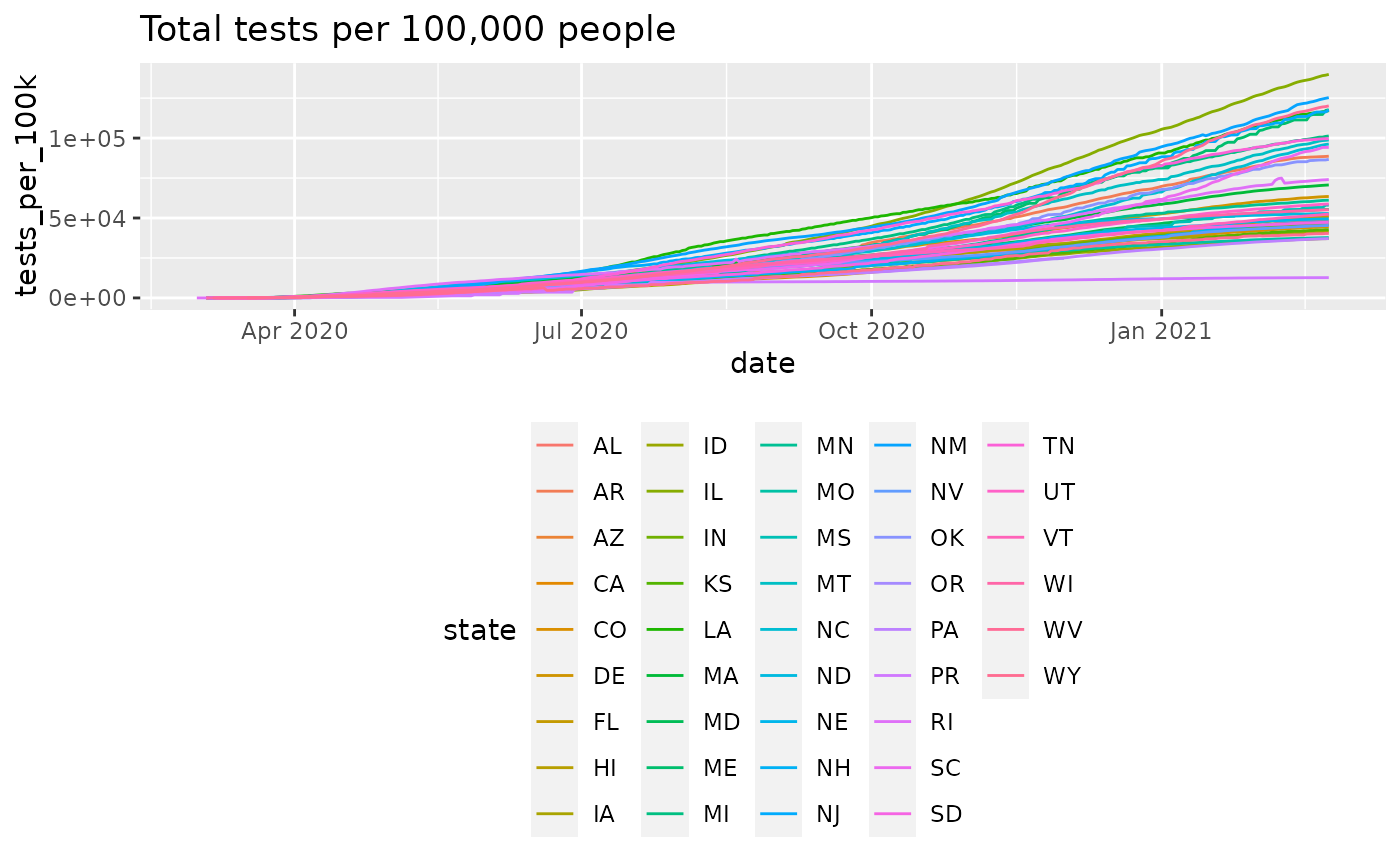 Total tests per 100,000 people
tests_per_100k
1e+05
5e+04
0e+00
Apr 2020 Jul 2020 Oct 2020 Jan 2021
date
state
AL ID MN NM TN
AR IL MO NV UT
AZ IN MS OK VT
CA KS MT OR WI
CO LA NC PA WV
DE MA ND PR WY
FL MD NE RI
HI ME NH SC
IA MI NJ SD